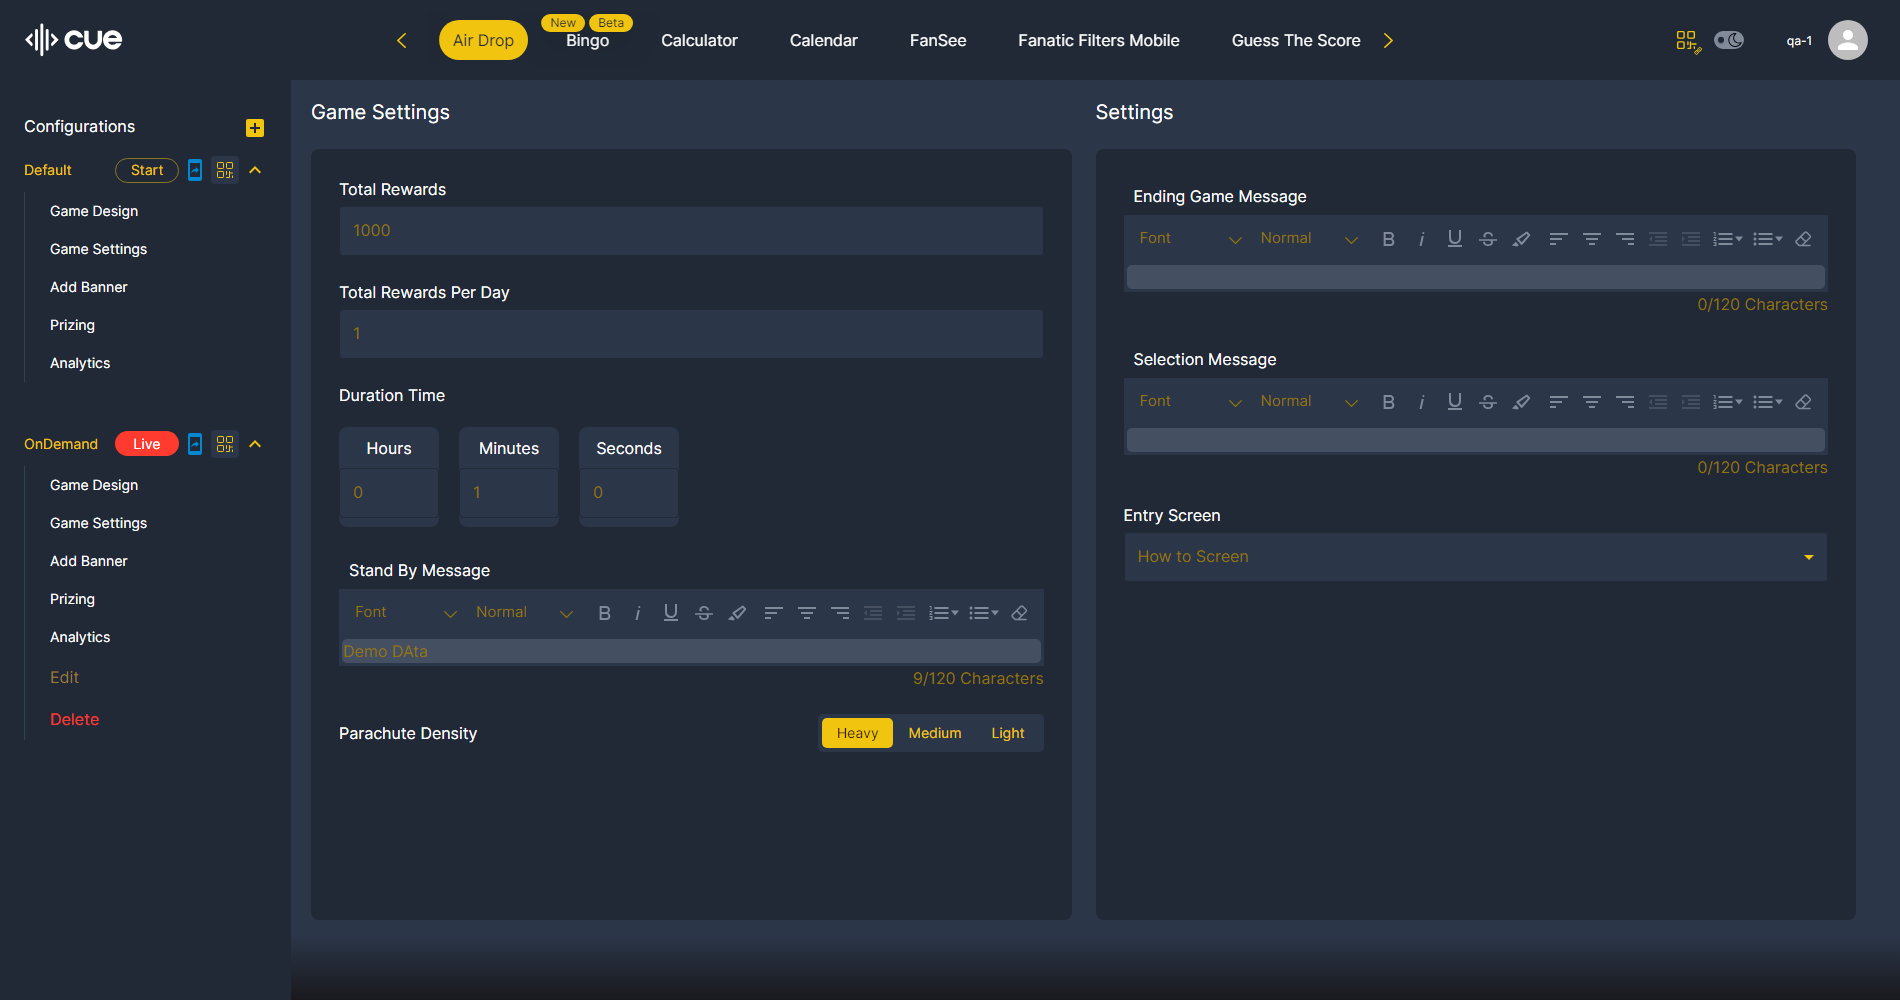 cue
Air Drop
New
Beta
Bingo
Calculator
Calendar
FanSee
Fanatic Filters Mobile
Guess The Score
qa-1
Configurations
Default
Start
Game Design
Game Settings
Add Banner
Prizing
Analytics
OnDemand
Live
Game Design
Game Settings
Add Banner
Prizing
Analytics
Edit
Delete
Game Settings
Total Rewards
1000
Total Rewards Per Day
1
Duration Time
Hours
Minutes
Seconds
0
1
0
Stand By Message
Font
Normal
Demo DAta
9/120 Characters
Parachute Density
Heavy
Medium
Light
Settings
Ending Game Message
Font
Normal
0/120 Characters
Selection Message
Font
Normal
0/120 Characters
Entry Screen
How to Screen